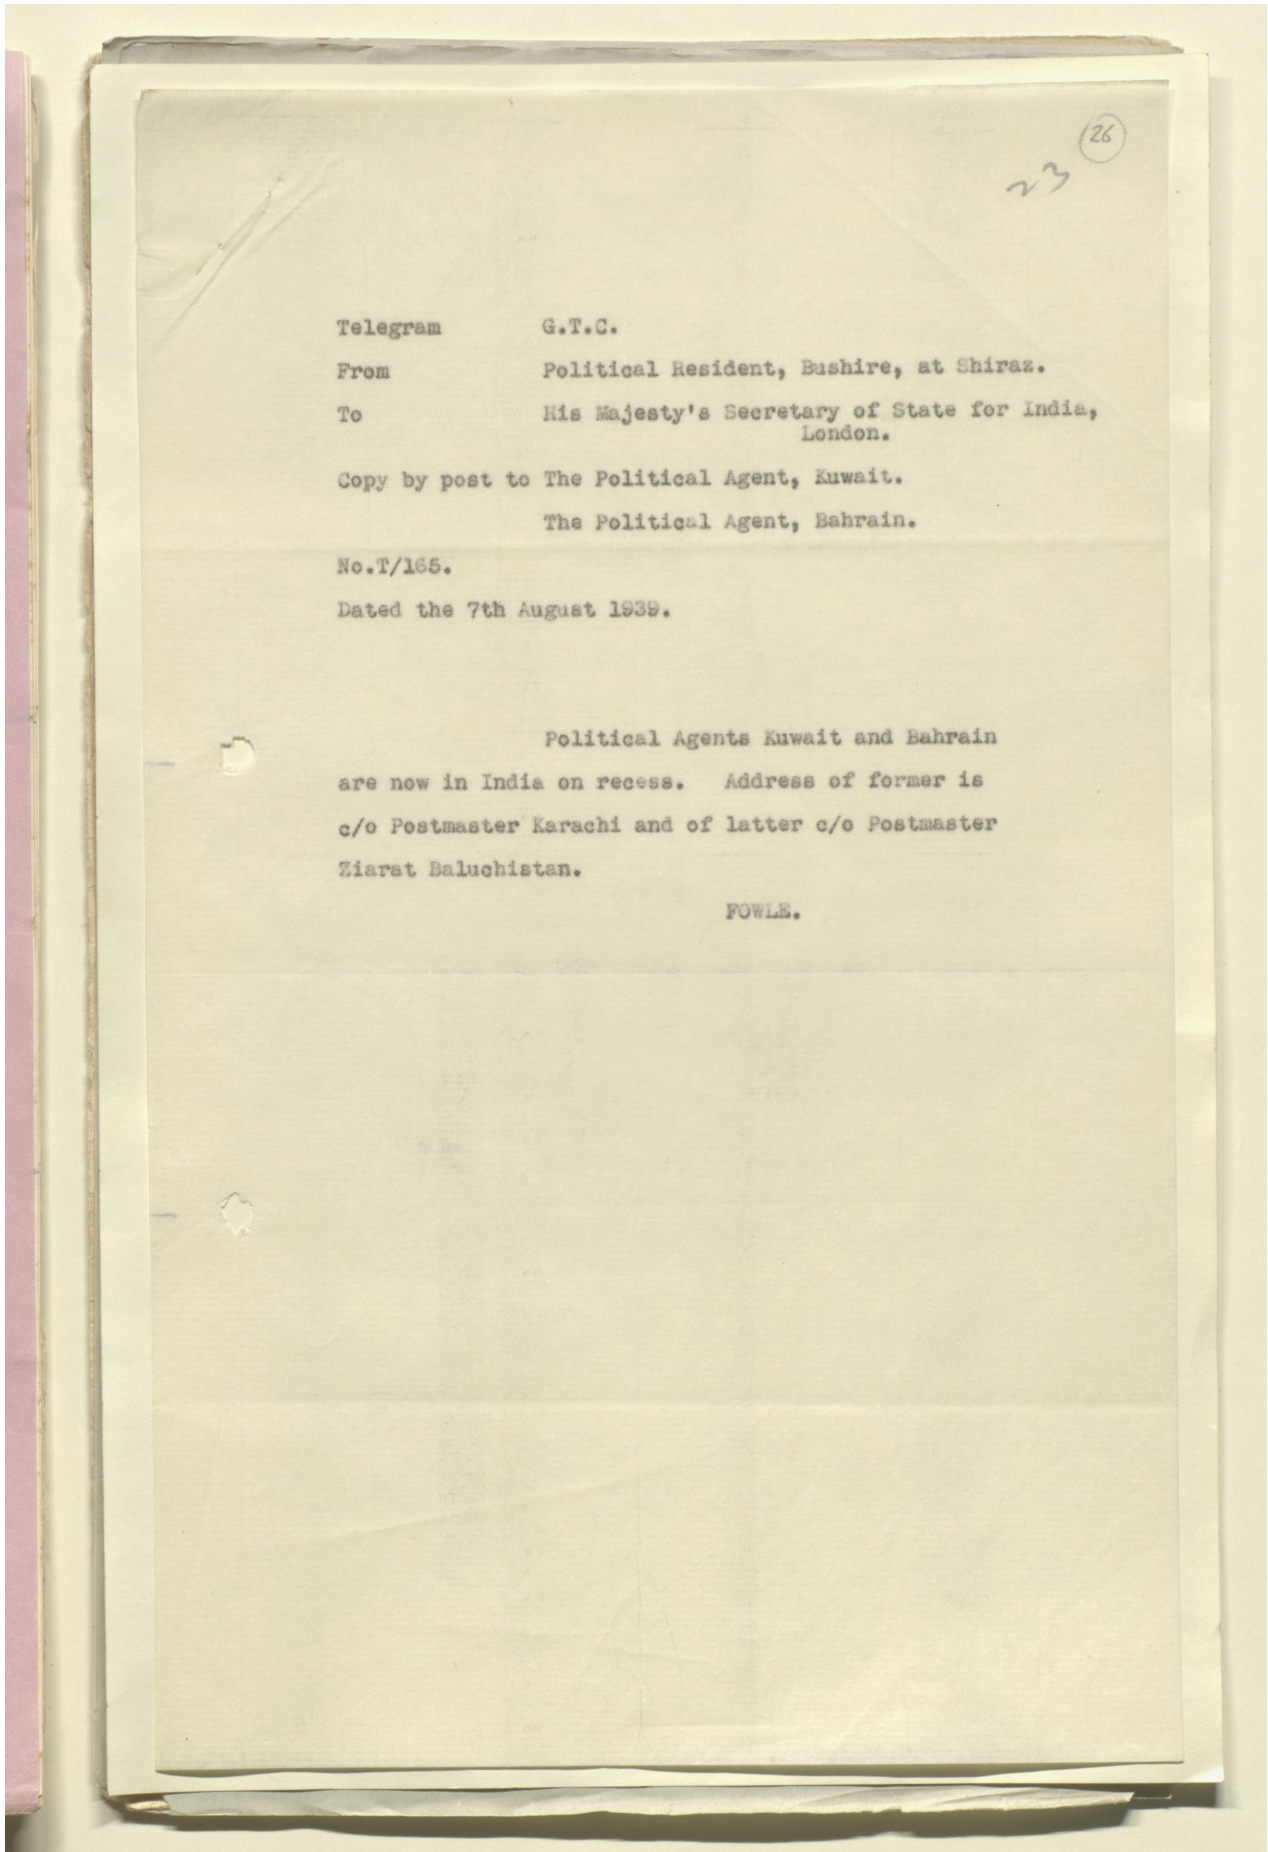 26
23
Telegram G.T.C.
From Political Resident, Bushire, at Shiraz.
To His Majesty's Secretary of State for India,
London.
Copy by post to The Political Agent, Kuwait.
The Political Agent, Bahrain.
No.T/165.
Dated the 7th August 1939.
Political Agents Kuwait and Bahrain
are now in India on recess. Address of former is
c/o Postmaster Karachi and of latter c/o Postmaster
Ziarat Baluchistan.
FOWLE.